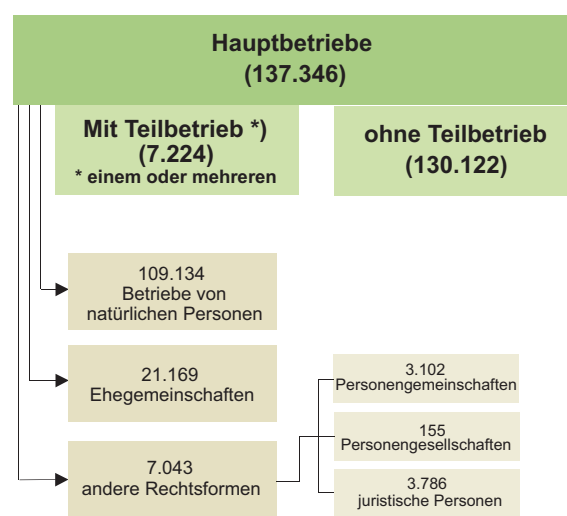 Hauptbetriebe
(137.346)
Mit Teilbetrieb *)
(7.224)
* einem oder mehreren
ohne Teilbetrieb
(130.122)
109.134
Betriebe von
natürlichen Personen
21.169
Ehegemeinschaften
7.043
andere Rechtsformen
3.102
Personengemeinschaften
155
Personengesellschaften
3.786
juristische Personen